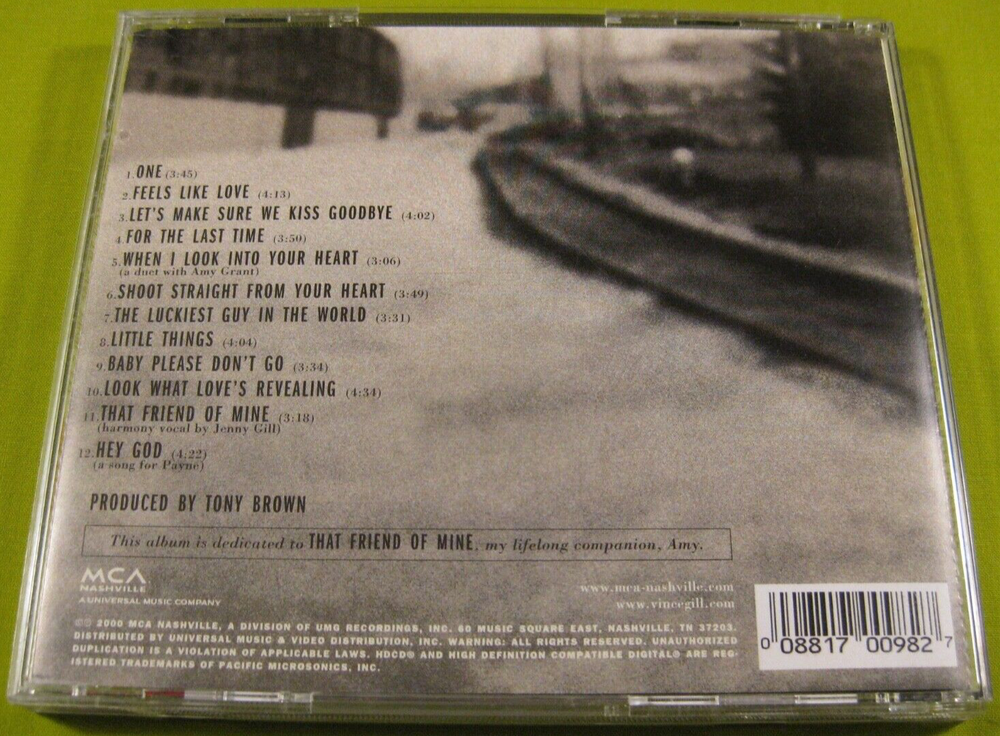 1. ONE (3:45)
2. FEELS LIKE LOVE (4:13)
3. LET'S MAKE SURE WE KISS GOODBYE (4:02)
4. FOR THE LAST TIME (3:50)
5. WHEN I LOOK INTO YOUR HEART (3:06)
(a duet with Amy Grant)
6. SHOOT STRAIGHT FROM YOUR HEART (3:49)
7. THE LUCKIEST GUY IN THE WORLD (3:31)
8. LITTLE THINGS (4:04)
9. BABY PLEASE DON'T GO (3:34)
10. LOOK WHAT LOVE'S REVEALING (4:34)
11. THAT FRIEND OF MINE (3:18)
(harmony vocal by Jenny Gill)
12. HEY GOD (4:22)
(a song for Payne)
PRODUCED BY TONY BROWN
This album is dedicated to THAT FRIEND OF MINE, my lifelong companion, Amy.
MCA
NASHVILLE
A UNIVERSAL MUSIC COMPANY
www.mca-nashville.com
www.vincegill.com
℗© 2000 MCA NASHVILLE, A DIVISION OF UMG RECORDINGS, INC. 60 MUSIC SQUARE EAST, NASHVILLE, TN 37203.
DISTRIBUTED BY UNIVERSAL MUSIC & VIDEO DISTRIBUTION, INC. WARNING: ALL RIGHTS RESERVED. UNAUTHORIZED
DUPLICATION IS A VIOLATION OF APPLICABLE LAWS. HDCD® AND HIGH DEFINITION COMPATIBLE DIGITAL® ARE REG-
ISTERED TRADEMARKS OF PACIFIC MICROSONICS, INC.
0 08817 00982 7